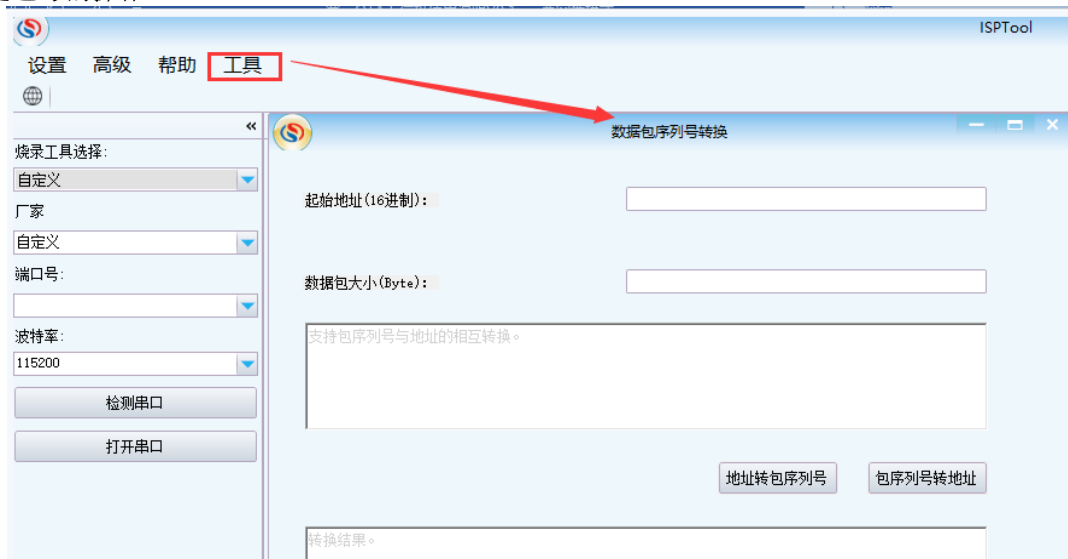 ISPTool
设置 高级 帮助 工具
«
烧录工具选择:
自定义
厂家
自定义
端口号:
波特率:
115200
检测串口
打开串口
数据包序列号转换
起始地址(16进制):
数据包大小(Byte):
支持包序列号与地址的相互转换。
地址转包序列号 包序列号转地址
转换结果。